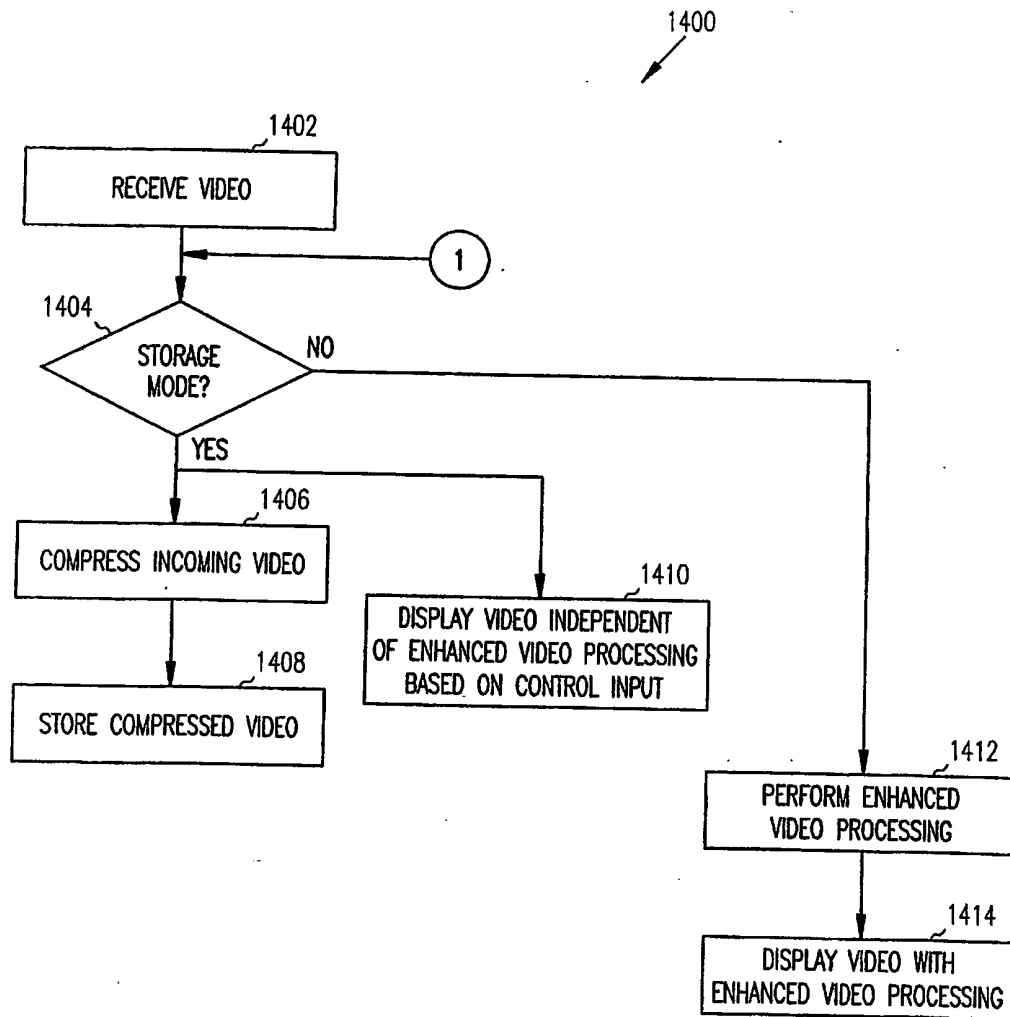 1400
1402
RECEIVE VIDEO
1
1404
STORAGE
MODE?
NO
YES
1406
COMPRESS INCOMING VIDEO
1410
DISPLAY VIDEO INDEPENDENT
OF ENHANCED VIDEO PROCESSING
BASED ON CONTROL INPUT
1408
STORE COMPRESSED VIDEO
1412
PERFORM ENHANCED
VIDEO PROCESSING
1414
DISPLAY VIDEO WITH
ENHANCED VIDEO PROCESSING